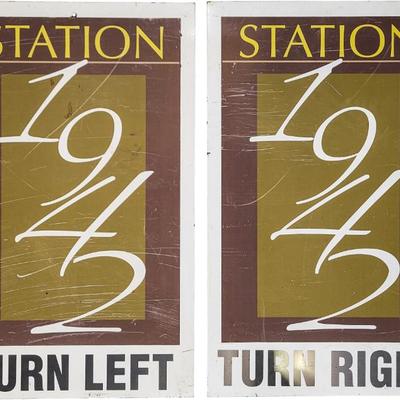 STATION
1942
URN LEFT
STATION
1942
TURN RIGH